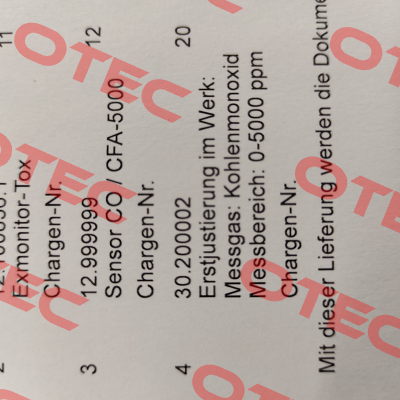 Exmonitor-Tox
Chargen-Nr.
3 12.999999 12
Sensor CO / CFA-5000
Chargen-Nr.
4 30.200002 20
Erstjustierung im Werk:
Messgas: Kohlenmonoxid
Messbereich: 0-5000 ppm
Chargen-Nr.
Mit dieser Lieferung werden die
OTEC
OTEC
OTEC
OTEC